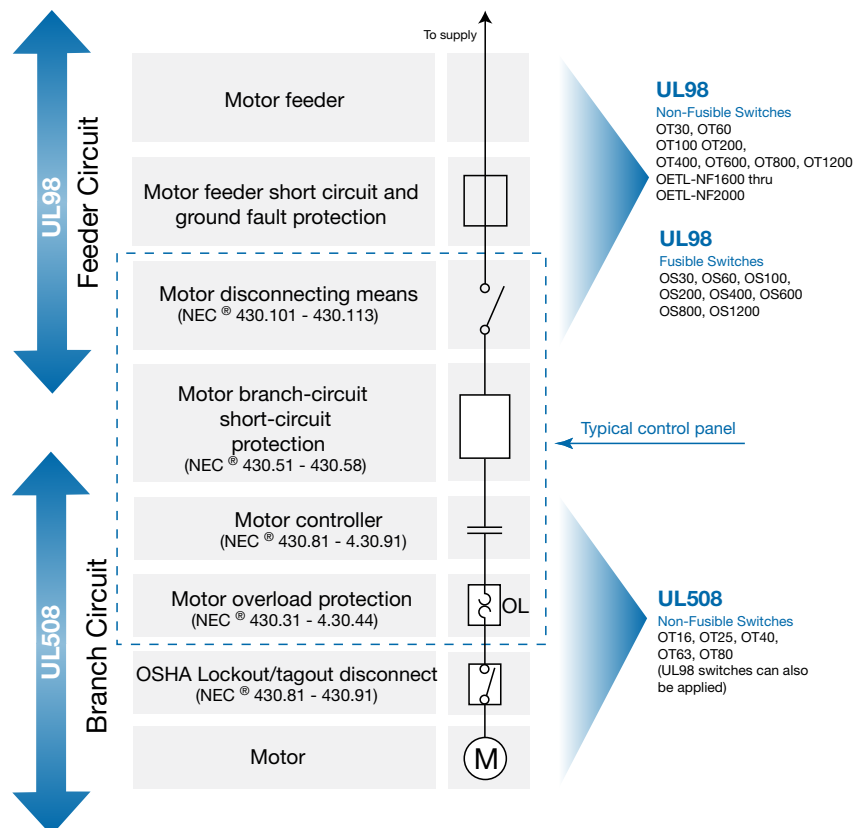 To supply
Motor feeder
Motor feeder short circuit and
ground fault protection
Motor disconnecting means
(NEC ® 430.101 - 430.113)
Motor branch-circuit
short-circuit
protection
(NEC ® 430.51 - 430.58)
Motor controller
(NEC ® 430.81 - 4.30.91)
Motor overload protection
(NEC ® 430.31 - 4.30.44)
OL
OSHA Lockout/tagout disconnect
(NEC ® 430.81 - 430.91)
Motor
M
UL98
Feeder Circuit
UL508
Branch Circuit
UL98
Non-Fusible Switches
OT30, OT60
OT100 OT200,
OT400, OT600, OT800, OT1200
OETL-NF1600 thru
OETL-NF2000
UL98
Fusible Switches
OS30, OS60, OS100,
OS200, OS400, OS600
OS800, OS1200
Typical control panel
UL508
Non-Fusible Switches
OT16, OT25, OT40,
OT63, OT80
(UL98 switches can also
be applied)